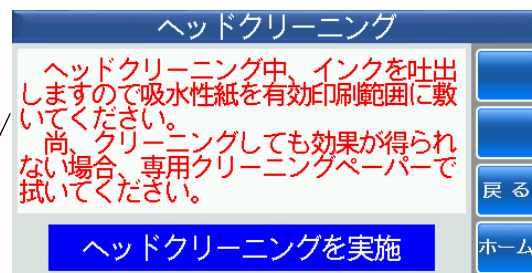 ヘッドクリーニング
　ヘッドクリーニング中、インクを吐出
しますので吸水性紙を有効印刷範囲に敷
いてください。
　尚、クリーニングしても効果が得られ
ない場合、専用クリーニングペーパーで
拭いてください。
戻 る
ヘッドクリーニングを実施
ホーム